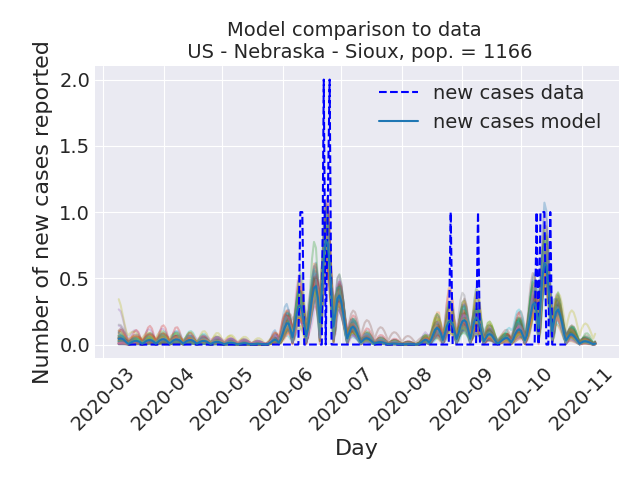 Model comparison to data
US - Nebraska - Sioux, pop. = 1166
new cases data
new cases model
Number of new cases reported
2.0
1.5
1.0
0.5
0.0
2020-03
2020-04
2020-05
2020-06
2020-07
2020-08
2020-09
2020-10
2020-11
Day